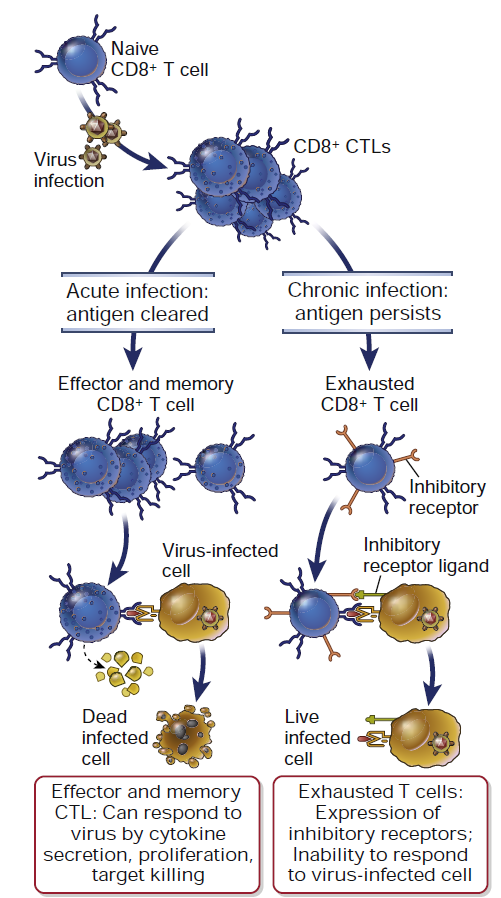 Naive
CD8+ T cell
Virus
infection
CD8+ CTLs
Acute infection:
antigen cleared
Chronic infection:
antigen persists
Effector and memory
CD8+ T cell
Exhausted
CD8+ T cell
Inhibitory
receptor
Virus-infected
cell
Inhibitory
receptor ligand
Dead
infected
cell
Live
infected
cell
Effector and memory
CTL: Can respond to
virus by cytokine
secretion, proliferation,
target killing
Exhausted T cells:
Expression of
inhibitory receptors;
Inability to respond
to virus-infected cell